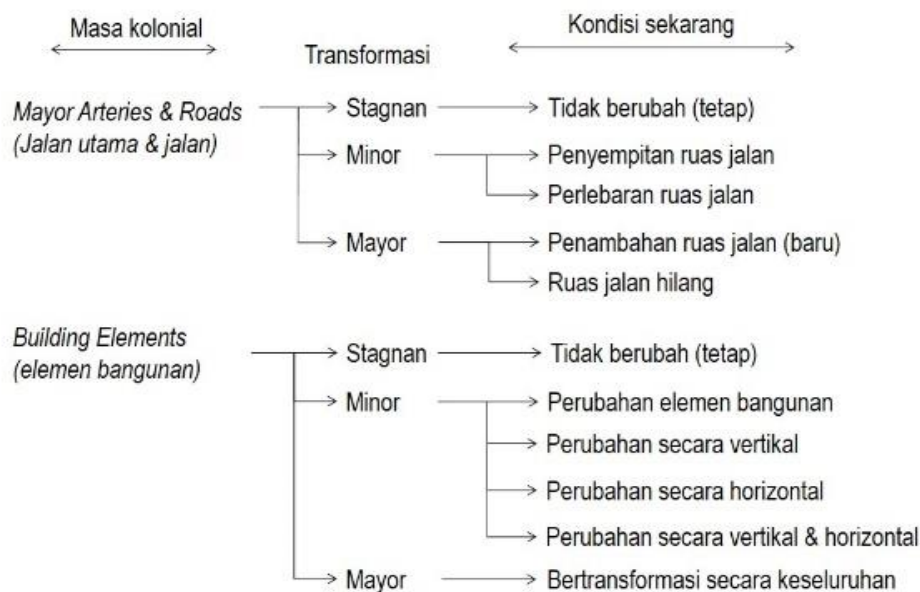 Masa kolonial
Transformasi
Kondisi sekarang
Mayor Arteries & Roads
(Jalan utama & jalan)
Stagnan
Tidak berubah (tetap)
Minor
Penyempitan ruas jalan
Perlebaran ruas jalan
Mayor
Penambahan ruas jalan (baru)
Ruas jalan hilang
Building Elements
(elemen bangunan)
Stagnan
Tidak berubah (tetap)
Minor
Perubahan elemen bangunan
Perubahan secara vertikal
Perubahan secara horizontal
Perubahan secara vertikal & horizontal
Mayor
Bertransformasi secara keseluruhan